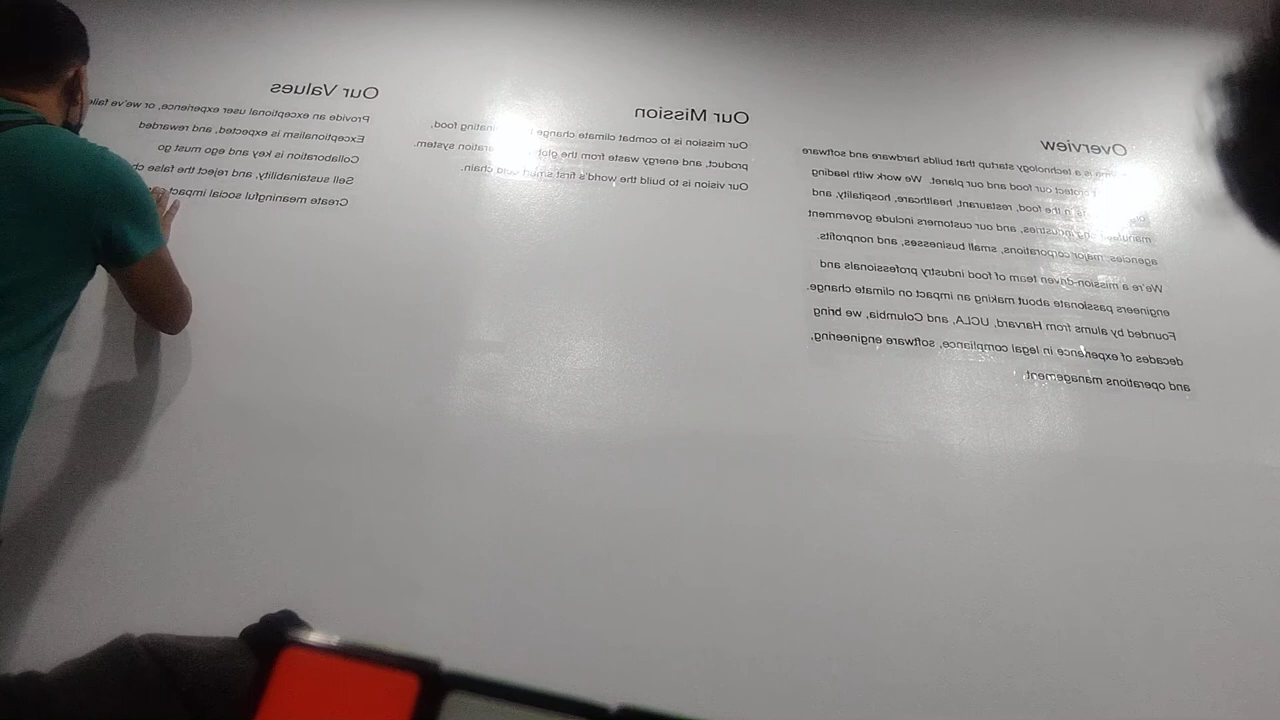 Overview
is a technology startup that builds hardware and software
protect our food and our planet. We work with leading
in the food, restaurant, healthcare, hospitality, and
industries, and our customers include government
agencies, major corporations, small businesses, and nonprofits.
We're a mission-driven team of food industry professionals and
engineers passionate about making an impact on climate change.
Founded by alums from Harvard, UCLA, and Columbia, we bring
decades of experience in legal compliance, software engineering,
and operations management.
Our Mission
Our mission is to combat climate change food,
product, and energy waste from the system.
Our vision is to build the world's first chain.
Our Values
Provide an exceptional user experience, or we've
Exceptionalism is expected, and rewarded
Collaboration is key and ego must go
Sell sustainability, and reject the false
Create meaningful social impact